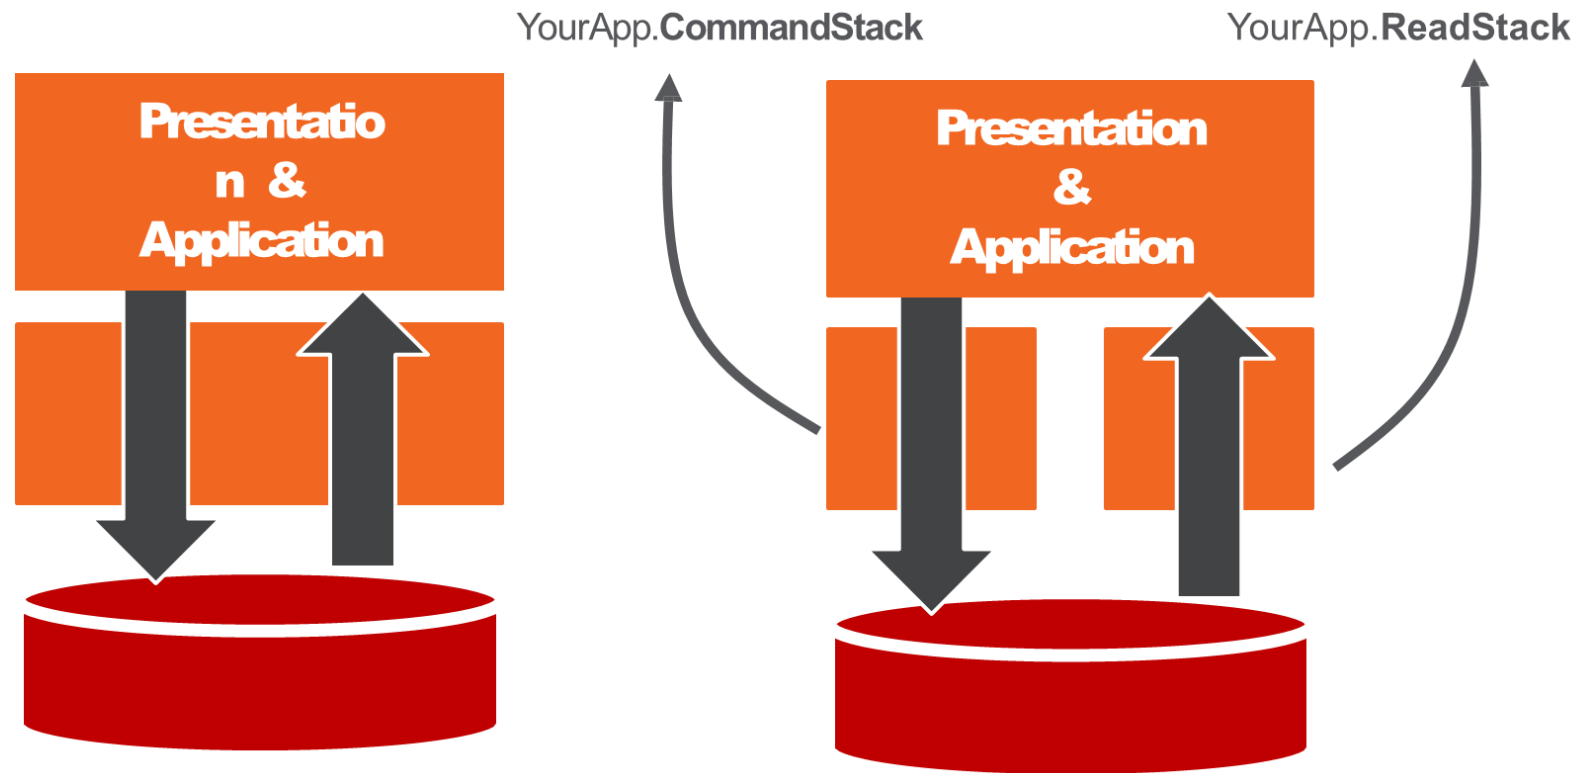 YourApp.CommandStack
YourApp.ReadStack
Presentatio
n &
Application
Presentation
&
Application